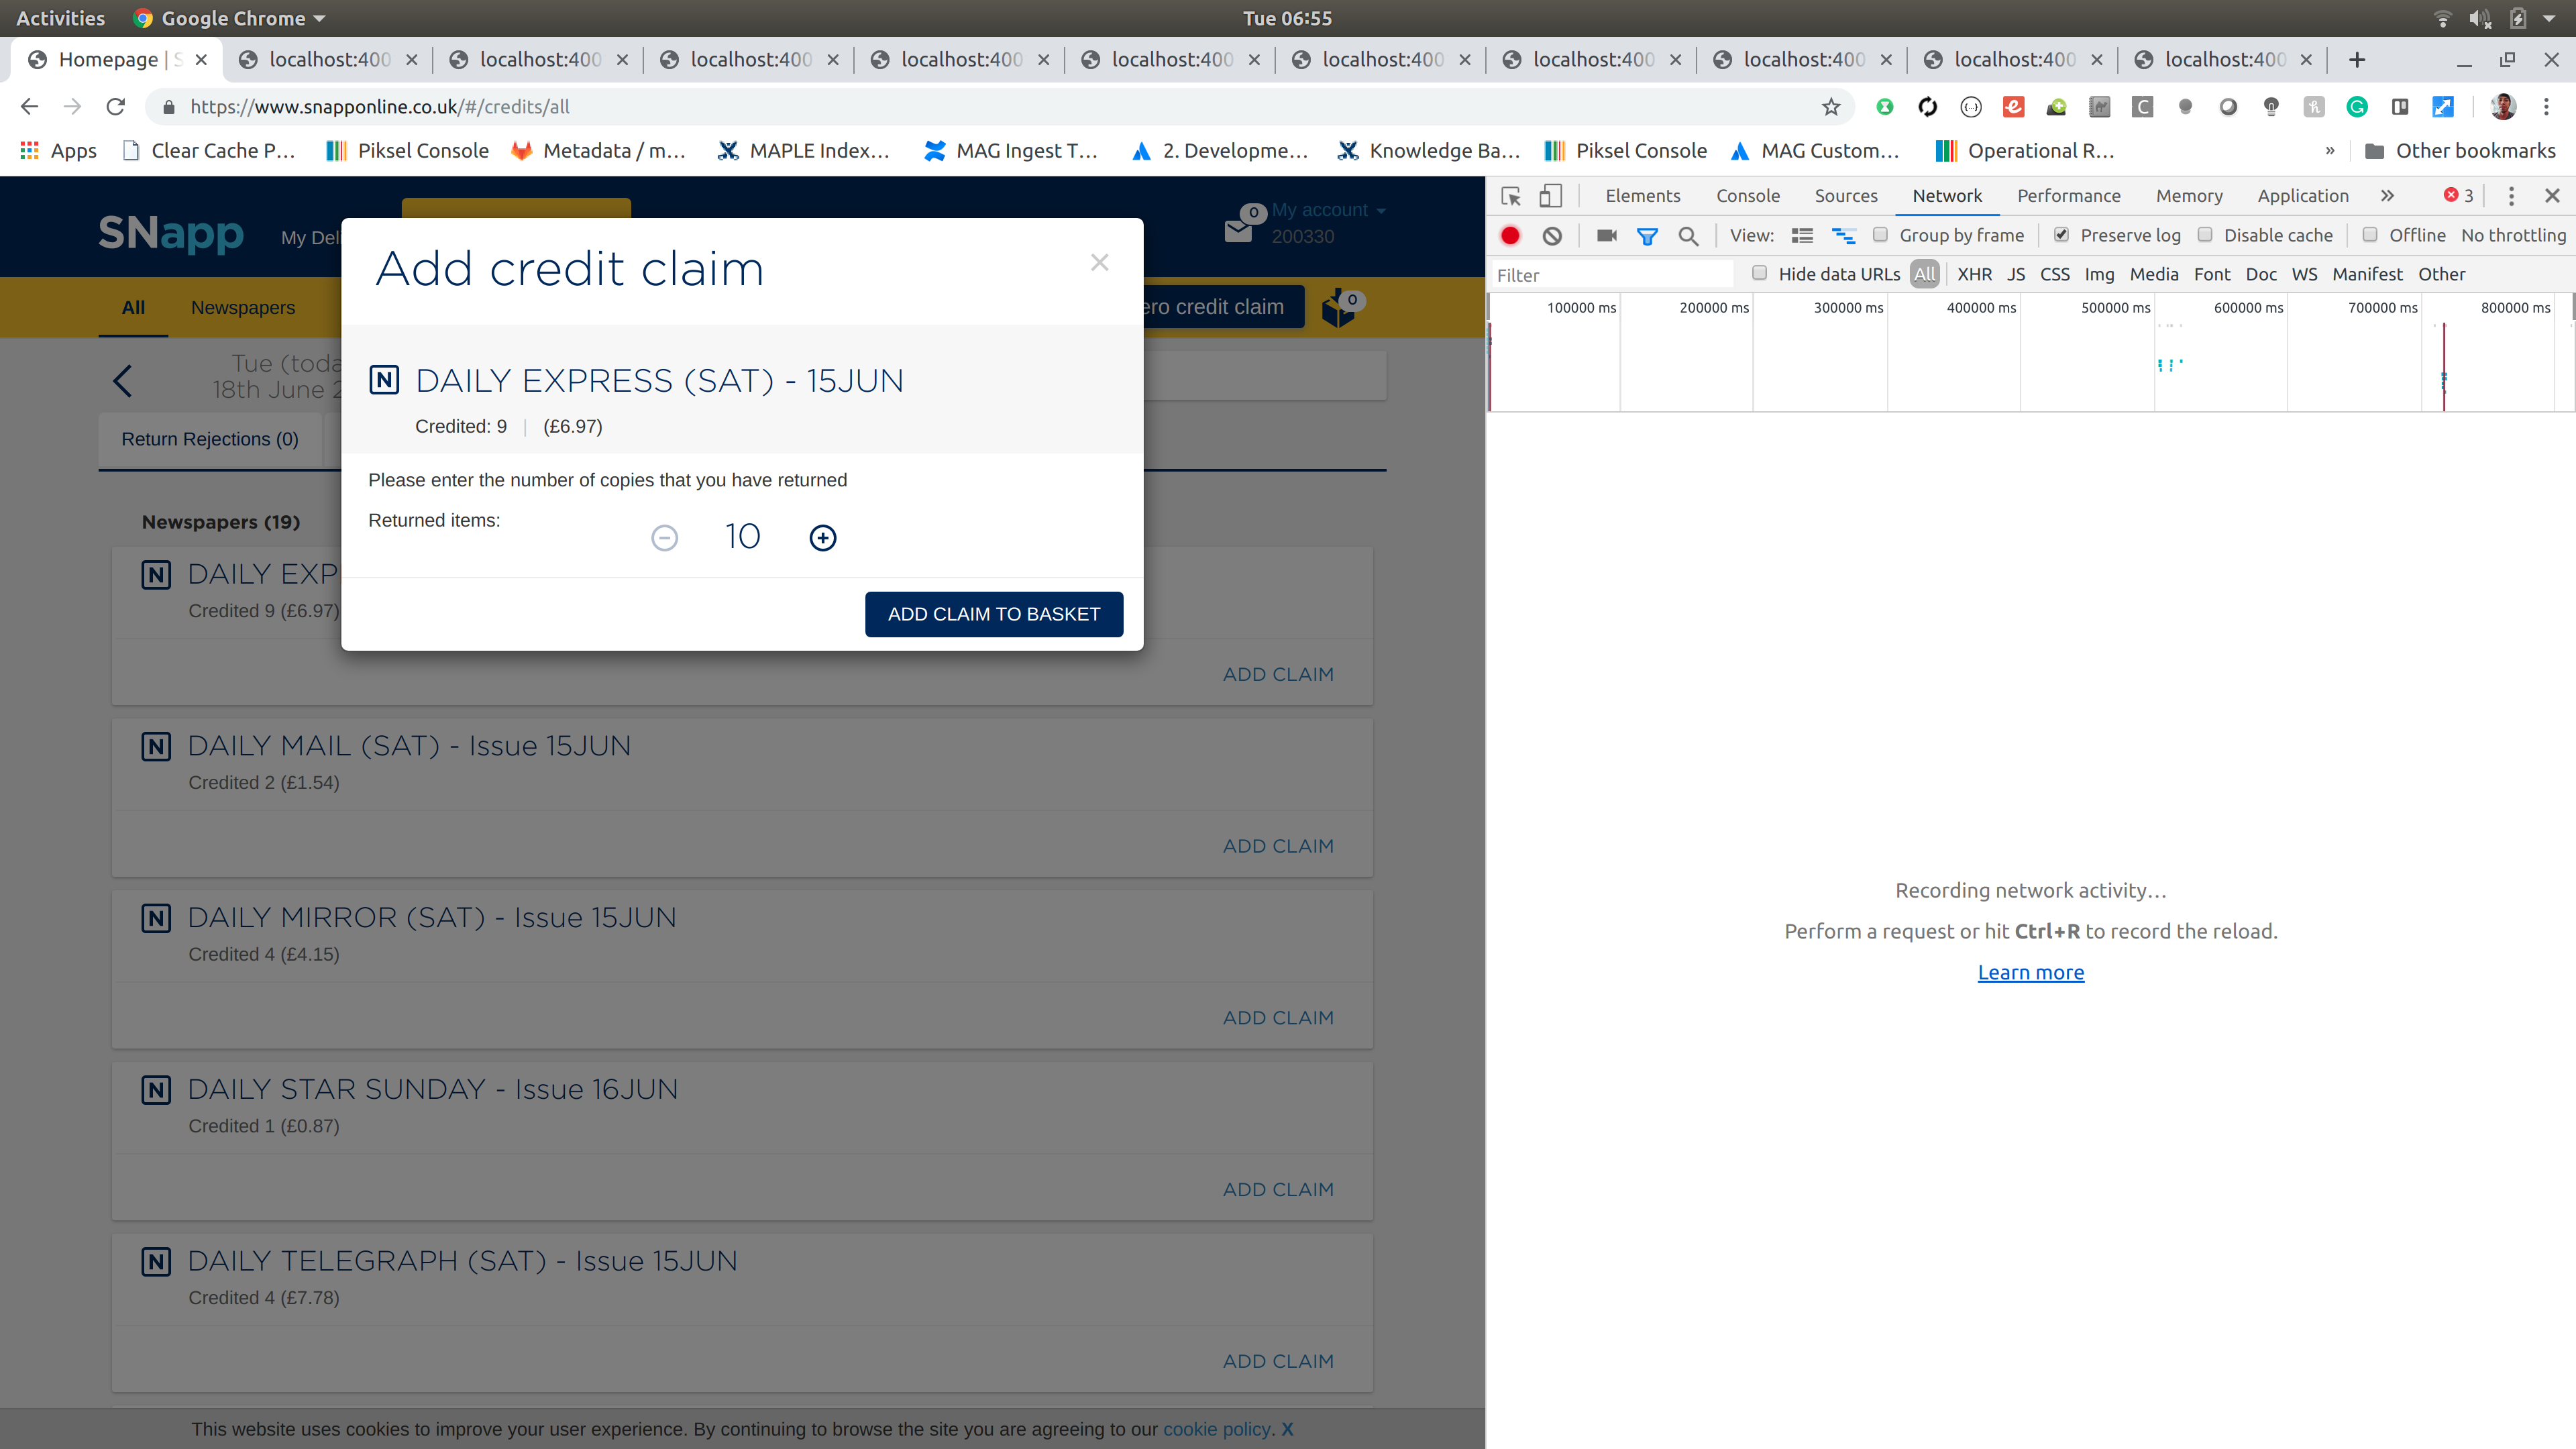 Activities Google Chrome Tue 06:55
Homepage | S localhost:400 localhost:400 localhost:400 localhost:400 localhost:400 localhost:400 localhost:400 localhost:400 localhost:400 localhost:400
https://www.snapponline.co.uk/#/credits/all
Apps Clear Cache P... Piksel Console Metadata / m... MAPLE Index... MAG Ingest T... 2. Developme... Knowledge Ba... Piksel Console MAG Custom... Operational R... » Other bookmarks
SNapp My Deli 0 My account
200330
All Newspapers ero credit claim 0
Tue (toda
18th June 2
Return Rejections (0)
Newspapers (19)
Add credit claim ×
N DAILY EXPRESS (SAT) - 15JUN
Credited: 9 | (£6.97)
Please enter the number of copies that you have returned
Returned items: 10
ADD CLAIM TO BASKET
N DAILY EXP
Credited 9 (£6.97)
ADD CLAIM
N DAILY MAIL (SAT) - Issue 15JUN
Credited 2 (£1.54)
ADD CLAIM
N DAILY MIRROR (SAT) - Issue 15JUN
Credited 4 (£4.15)
ADD CLAIM
N DAILY STAR SUNDAY - Issue 16JUN
Credited 1 (£0.87)
ADD CLAIM
N DAILY TELEGRAPH (SAT) - Issue 15JUN
Credited 4 (£7.78)
ADD CLAIM
This website uses cookies to improve your user experience. By continuing to browse the site you are agreeing to our cookie policy. X
Elements Console Sources Network Performance Memory Application » 3
View: Group by frame Preserve log Disable cache Offline No throttling
Filter Hide data URLs All XHR JS CSS Img Media Font Doc WS Manifest Other
100000 ms 200000 ms 300000 ms 400000 ms 500000 ms 600000 ms 700000 ms 800000 ms
Recording network activity...
Perform a request or hit Ctrl+R to record the reload.
Learn more